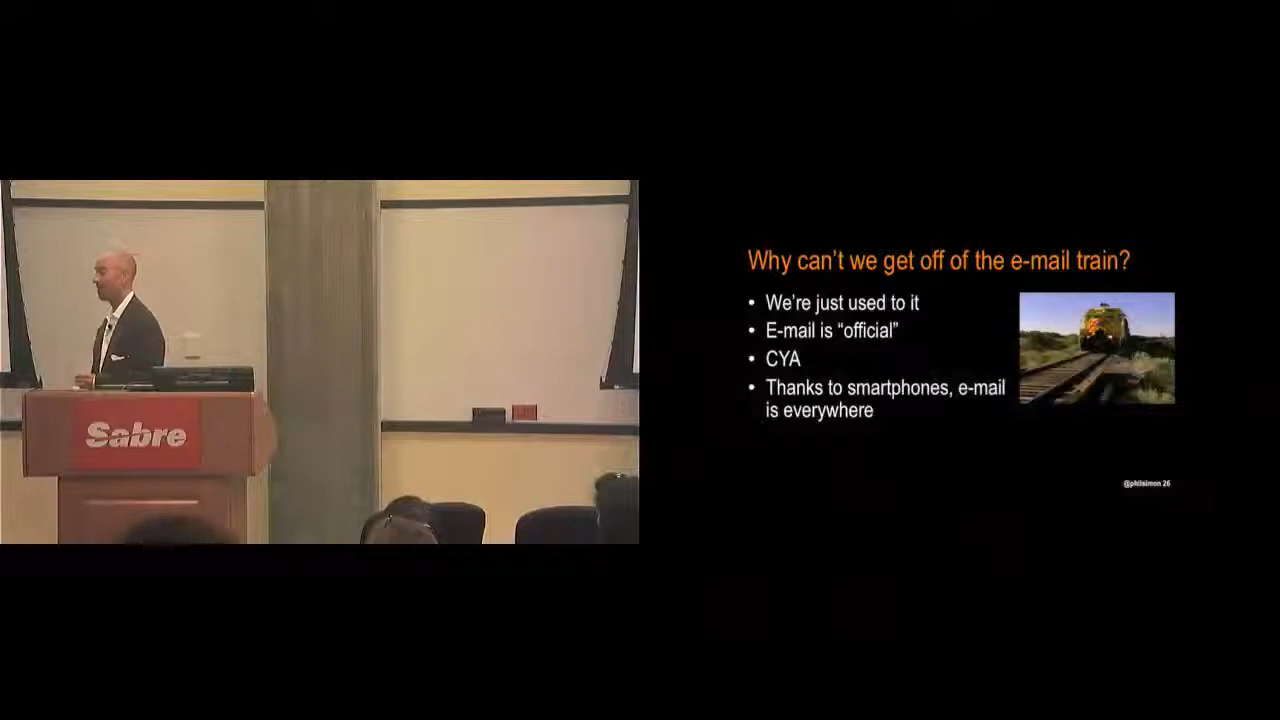 Sabre
Why can't we get off of the e-mail train?
• We're just used to it
• E-mail is “official”
• CYA
• Thanks to smartphones, e-mail
is everywhere
@philsimon 26